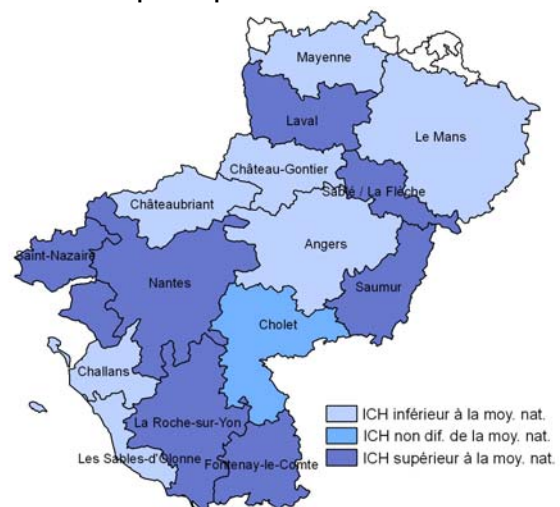 Mayenne
Laval
Le Mans
Château-Gontier
Sablé / La Flèche
Châteaubriant
Angers
Saint-Nazaire
Nantes
Saumur
Cholet
Challans
ICH inférieur à la moy. nat.
La Roche-sur-Yon
ICH non dif. de la moy. nat.
Les Sables-d'Olonne
Fontenay-le-Comte
ICH supérieur à la moy. nat.